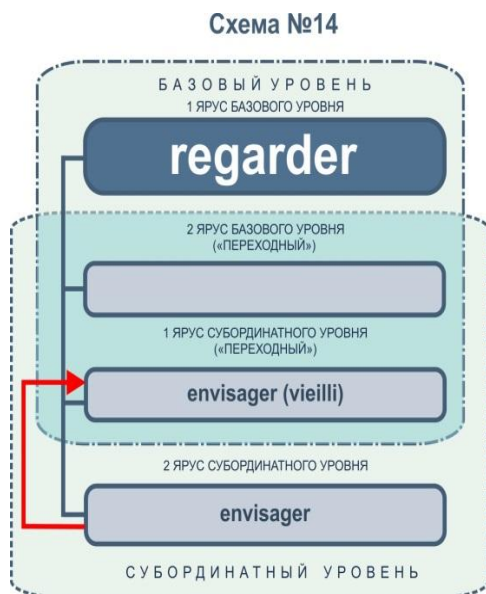 Схема №14
БАЗОВЫЙ УРОВЕНЬ
1 ЯРУС БАЗОВОГО УРОВНЯ
regarder
2 ЯРУС БАЗОВОГО УРОВНЯ
(«ПЕРЕХОДНЫЙ»)
1 ЯРУС СУБОРДИНАТНОГО УРОВНЯ
(«ПЕРЕХОДНЫЙ»)
envisager (vieilli)
2 ЯРУС СУБОРДИНАТНОГО УРОВНЯ
envisager
СУБОРДИНАТНЫЙ УРОВЕНЬ